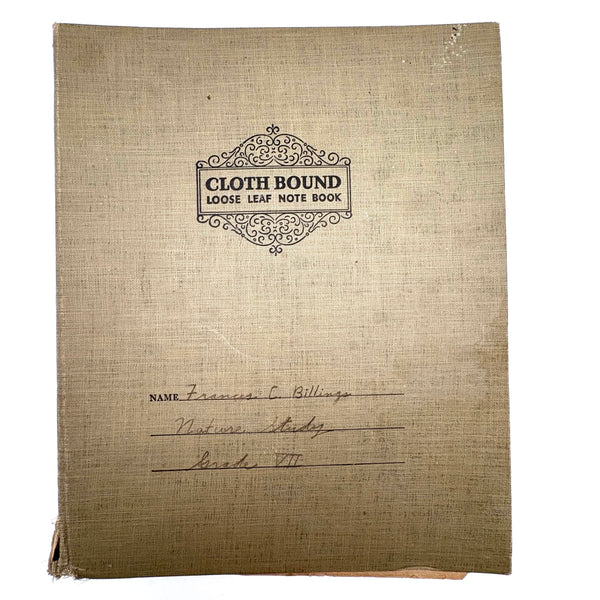 CLOTH BOUND
LOOSE LEAF NOTE BOOK
NAME Frances C. Billings
Nature Study
Grade VII